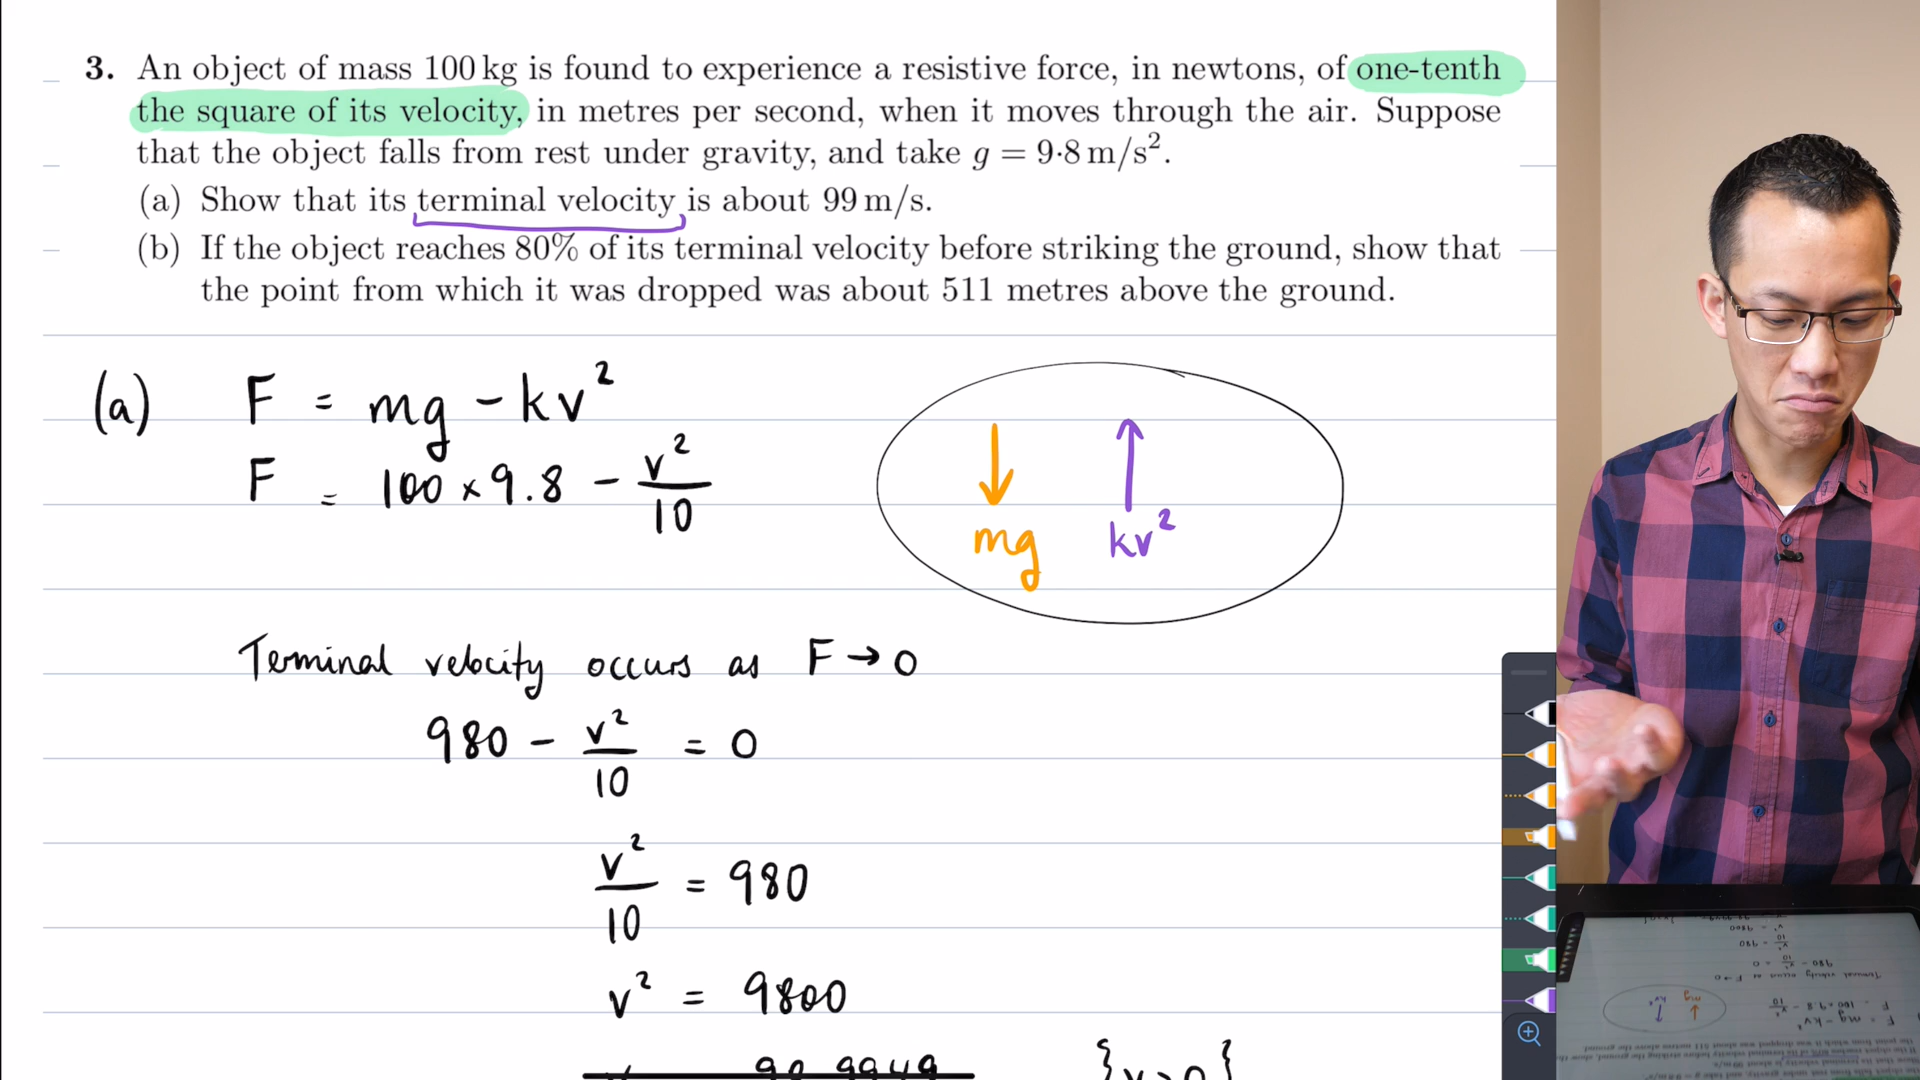 3. An object of mass 100 kg is found to experience a resistive force, in newtons, of one-tenth
the square of its velocity, in metres per second, when it moves through the air. Suppose
that the object falls from rest under gravity, and take g = 9·8 m/s².
(a) Show that its terminal velocity is about 99 m/s.
(b) If the object reaches 80% of its terminal velocity before striking the ground, show that
the point from which it was dropped was about 511 metres above the ground.
(a) F = mg - kv²
F = 100 × 9.8 - v²/10
mg kv²
Terminal velocity occurs as F → 0
980 - v²/10 = 0
v²/10 = 980
v² = 9800